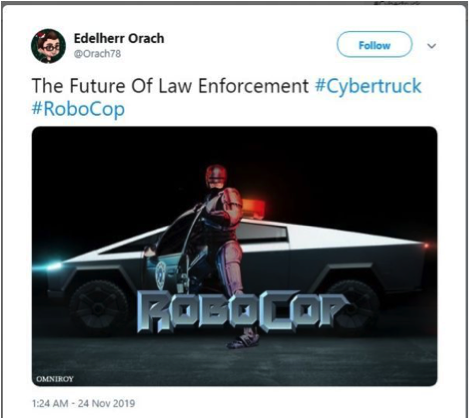 Edelherr Orach
@Orach78
Follow
The Future Of Law Enforcement #Cybertruck
#RoboCop
ROBOCOP
OMNIROY
1:24 AM - 24 Nov 2019